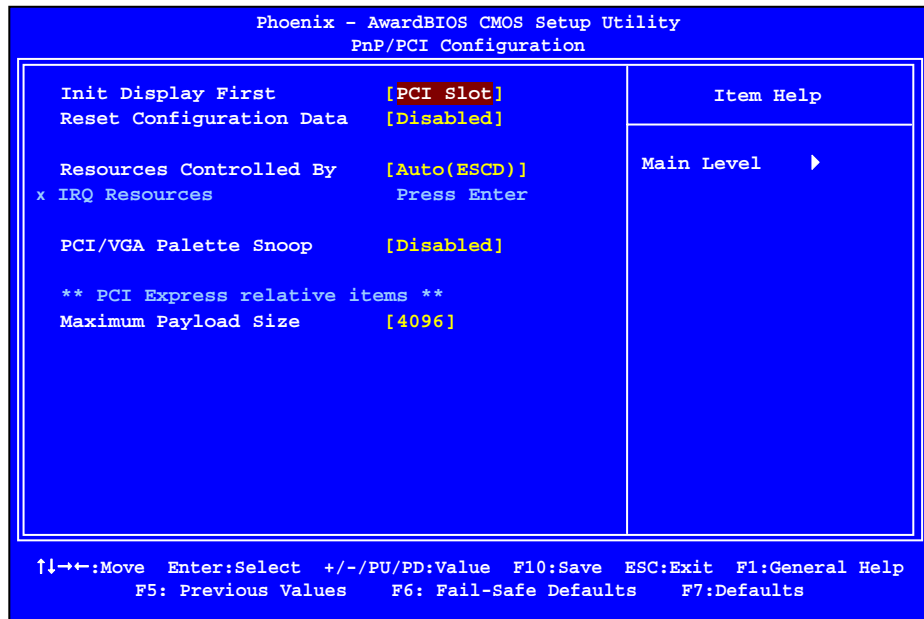 Phoenix – AwardBIOS CMOS Setup Utility
PnP/PCI Configuration
Init Display First [PCI Slot]
Reset Configuration Data [Disabled]
Resources Controlled By [Auto(ESCD)]
x IRQ Resources Press Enter
PCI/VGA Palette Snoop [Disabled]
** PCI Express relative items **
Maximum Payload Size [4096]
Item Help
Main Level ▶
↑↓→←:Move Enter:Select +/-/PU/PD:Value F10:Save ESC:Exit F1:General Help
F5: Previous Values F6: Fail-Safe Defaults F7:Defaults